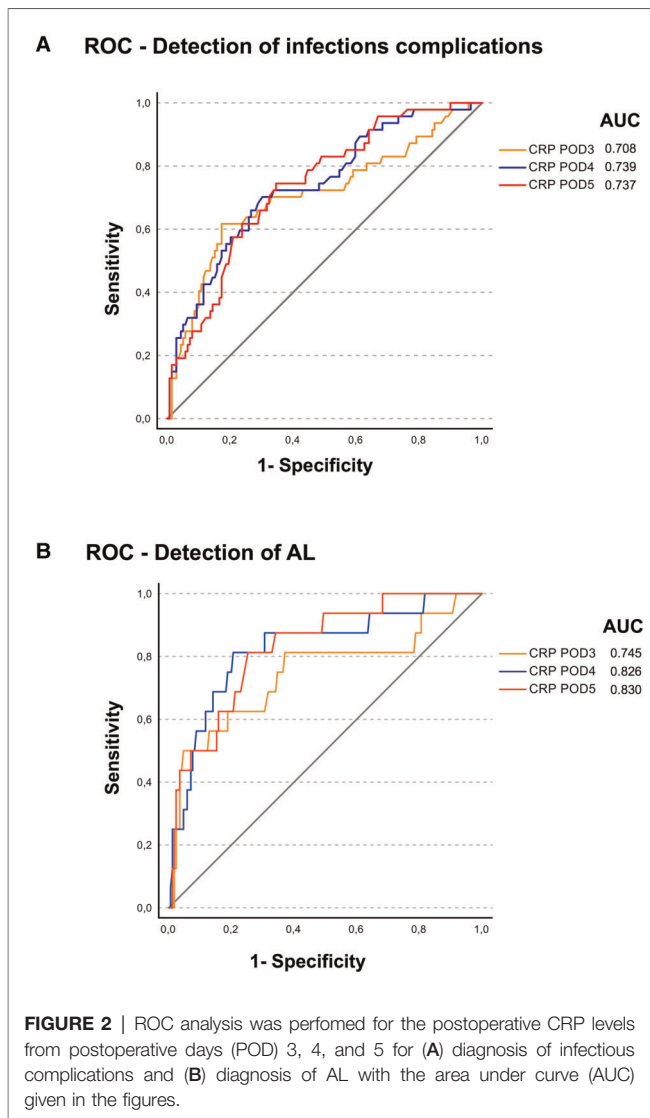 A ROC - Detection of infections complications
1,0
0,8
0,6
0,4
0,2
0,0
Sensitivity
0,0 0,2 0,4 0,6 0,8 1,0
1- Specificity
AUC
CRP POD3 0.708
CRP POD4 0.739
CRP POD5 0.737
B ROC - Detection of AL
1,0
0,8
0,6
0,4
0,2
0,0
Sensitivity
0,0 0,2 0,4 0,6 0,8 1,0
1- Specificity
AUC
CRP POD3 0.745
CRP POD4 0.826
CRP POD5 0.830
FIGURE 2 | ROC analysis was perfomed for the postoperative CRP levels
from postoperative days (POD) 3, 4, and 5 for (A) diagnosis of infectious
complications and (B) diagnosis of AL with the area under curve (AUC)
given in the figures.